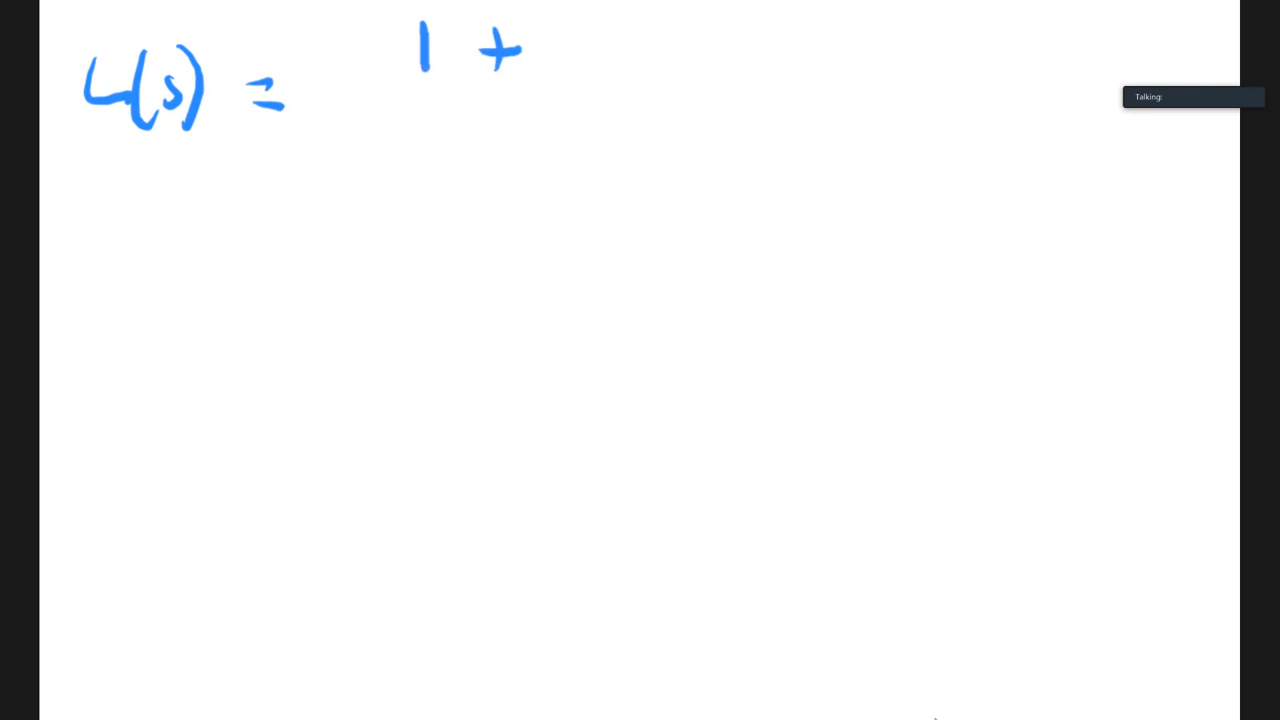 L(s) = 1 +
Talking: